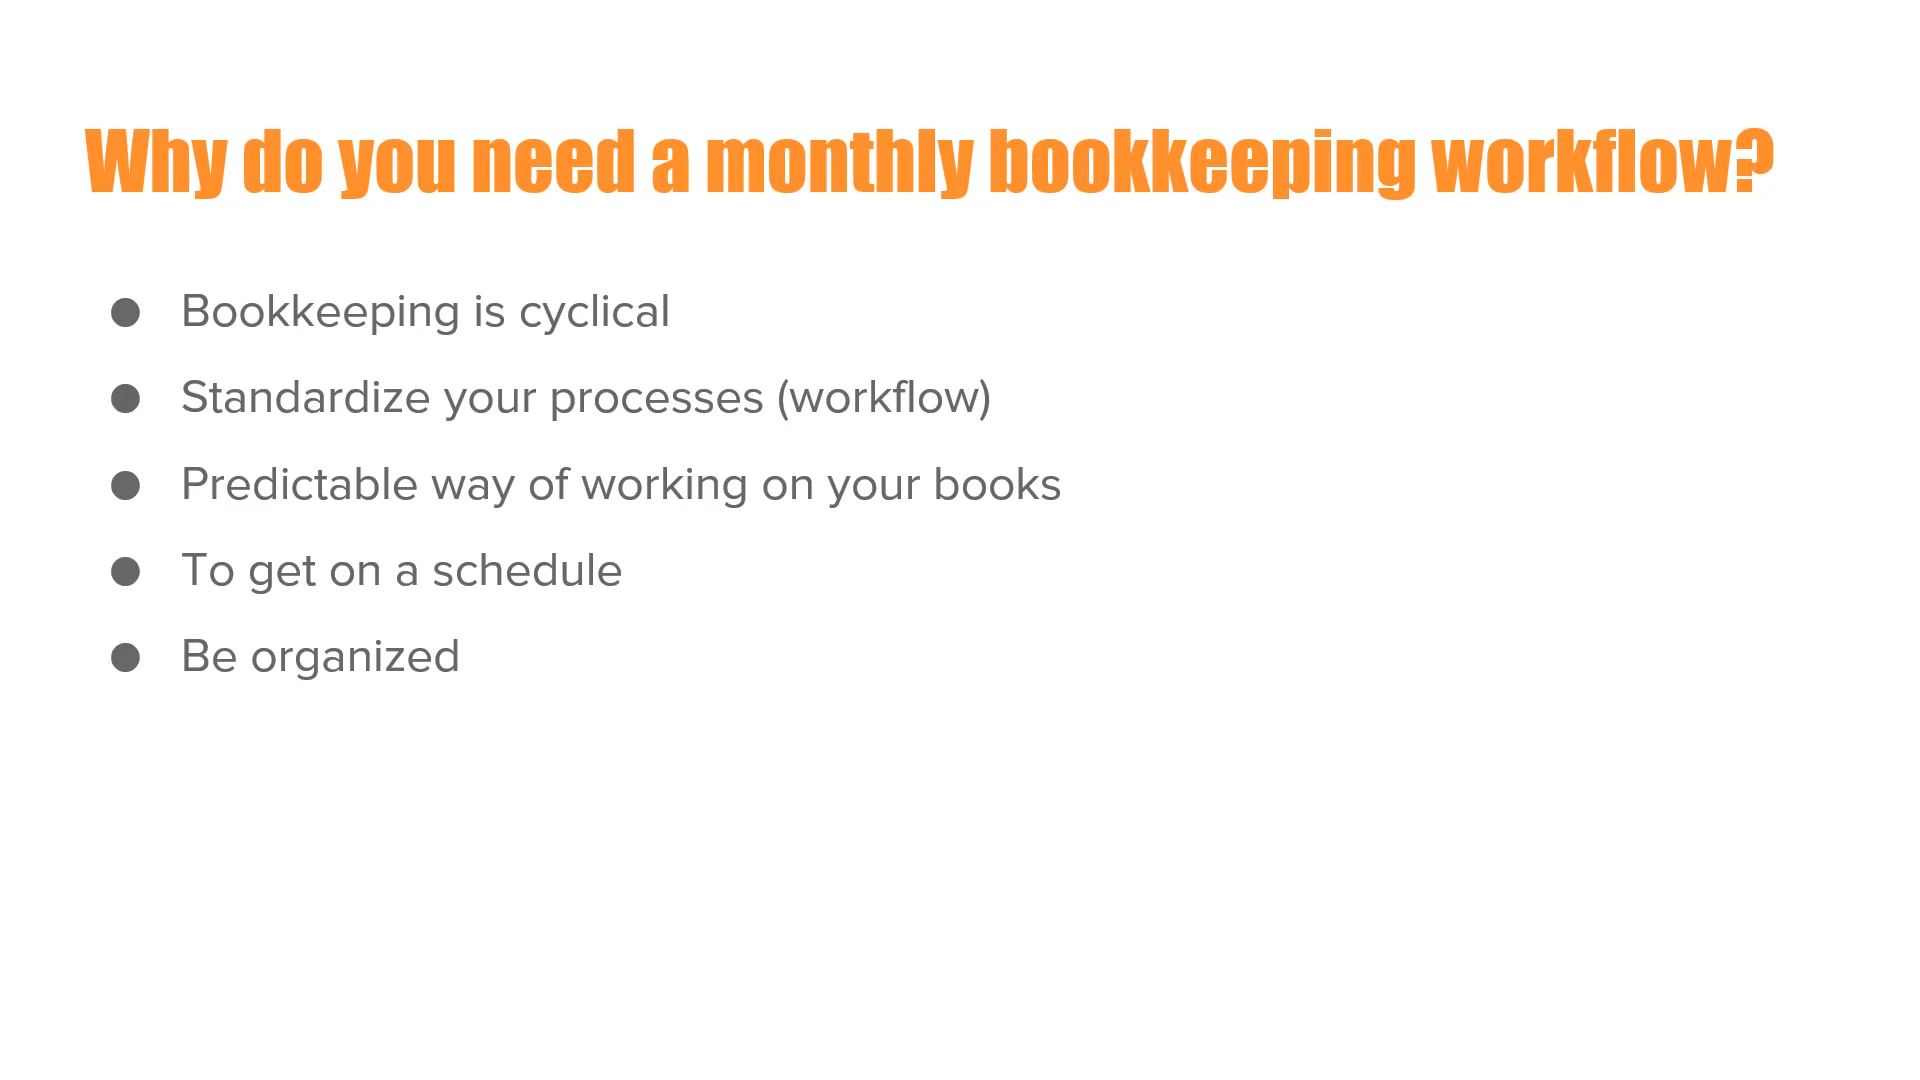 Why do you need a monthly bookkeeping workflow?
● Bookkeeping is cyclical
● Standardize your processes (workflow)
● Predictable way of working on your books
● To get on a schedule
● Be organized